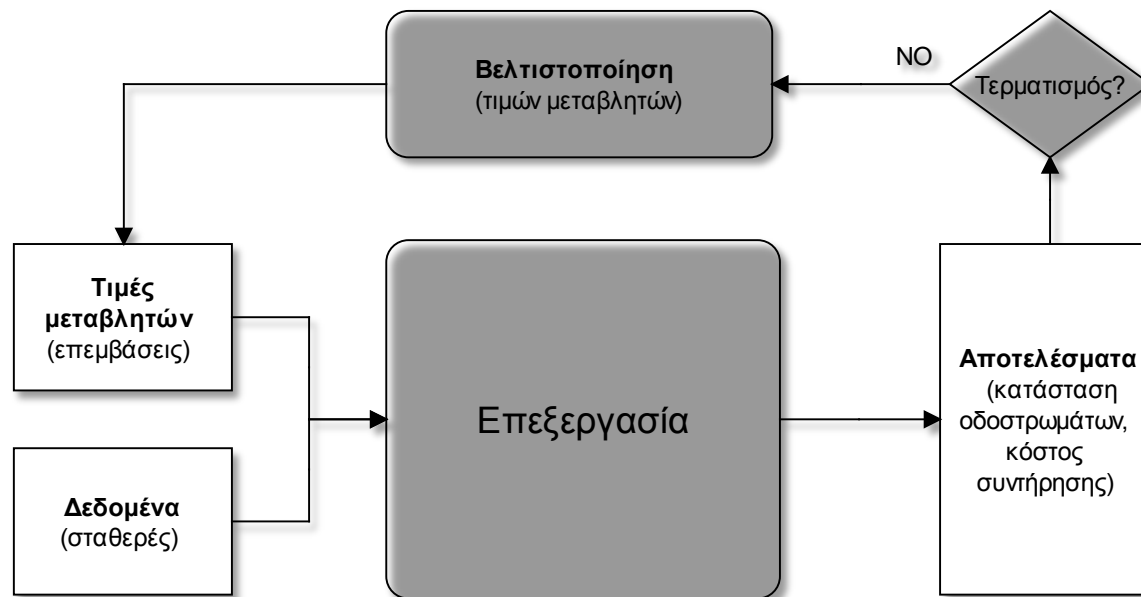 Βελτιστοποίηση
(τιμών μεταβλητών)
NO
Τερματισμός?
Τιμές
μεταβλητών
(επεμβάσεις)
Δεδομένα
(σταθερές)
Επεξεργασία
Αποτελέσματα
(κατάσταση
οδοστρωμάτων,
κόστος
συντήρησης)